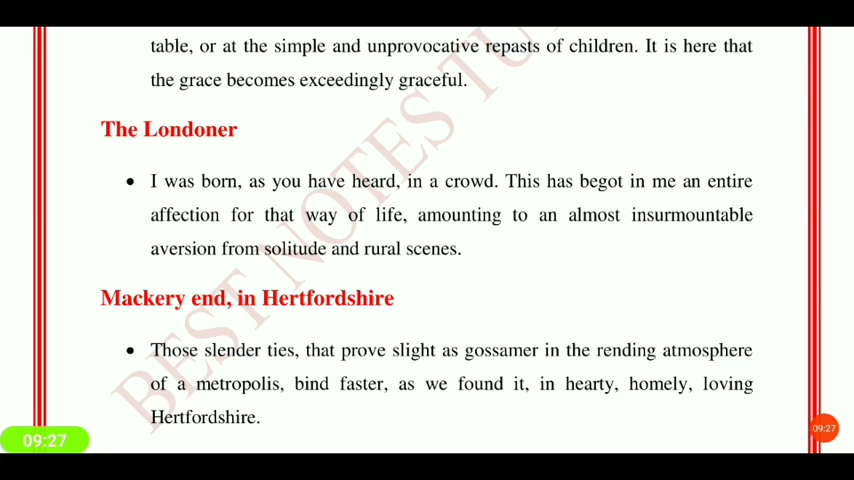 table, or at the simple and unprovocative repasts of children. It is here that
the grace becomes exceedingly graceful.
The Londoner
• I was born, as you have heard, in a crowd. This has begot in me an entire
affection for that way of life, amounting to an almost insurmountable
aversion from solitude and rural scenes.
Mackery end, in Hertfordshire
• Those slender ties, that prove slight as gossamer in the rending atmosphere
of a metropolis, bind faster, as we found it, in hearty, homely, loving
Hertfordshire.
09:27
09:27
BEST NOTES TU